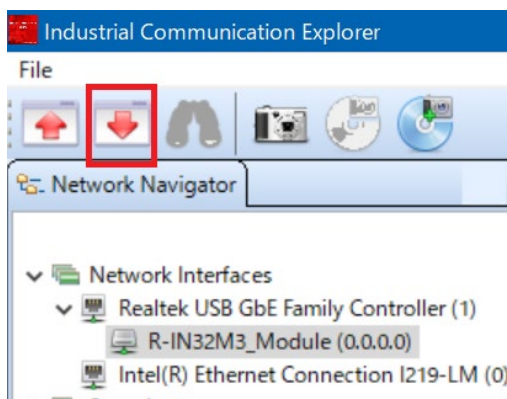 Industrial Communication Explorer
File
Network Navigator
Network Interfaces
Realtek USB GbE Family Controller (1)
R-IN32M3_Module (0.0.0.0)
Intel(R) Ethernet Connection I219-LM (0)